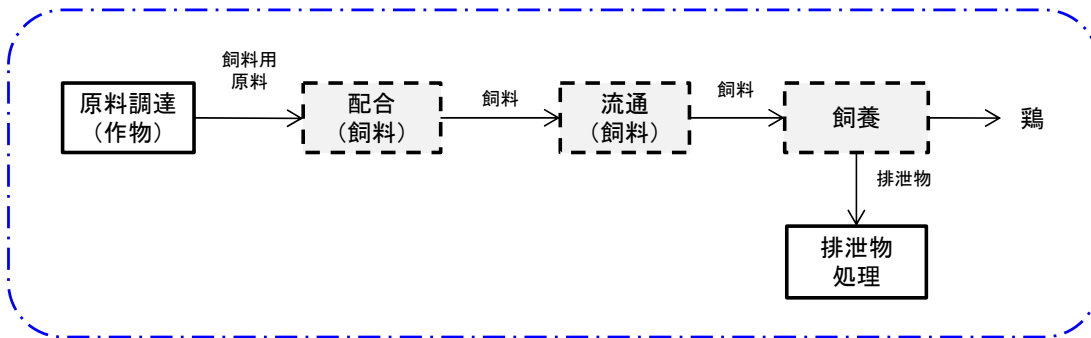 飼料用
原料
原料調達
（作物）
配合
（飼料）
飼料
流通
（飼料）
飼料
飼養
鶏
排泄物
排泄物
処理